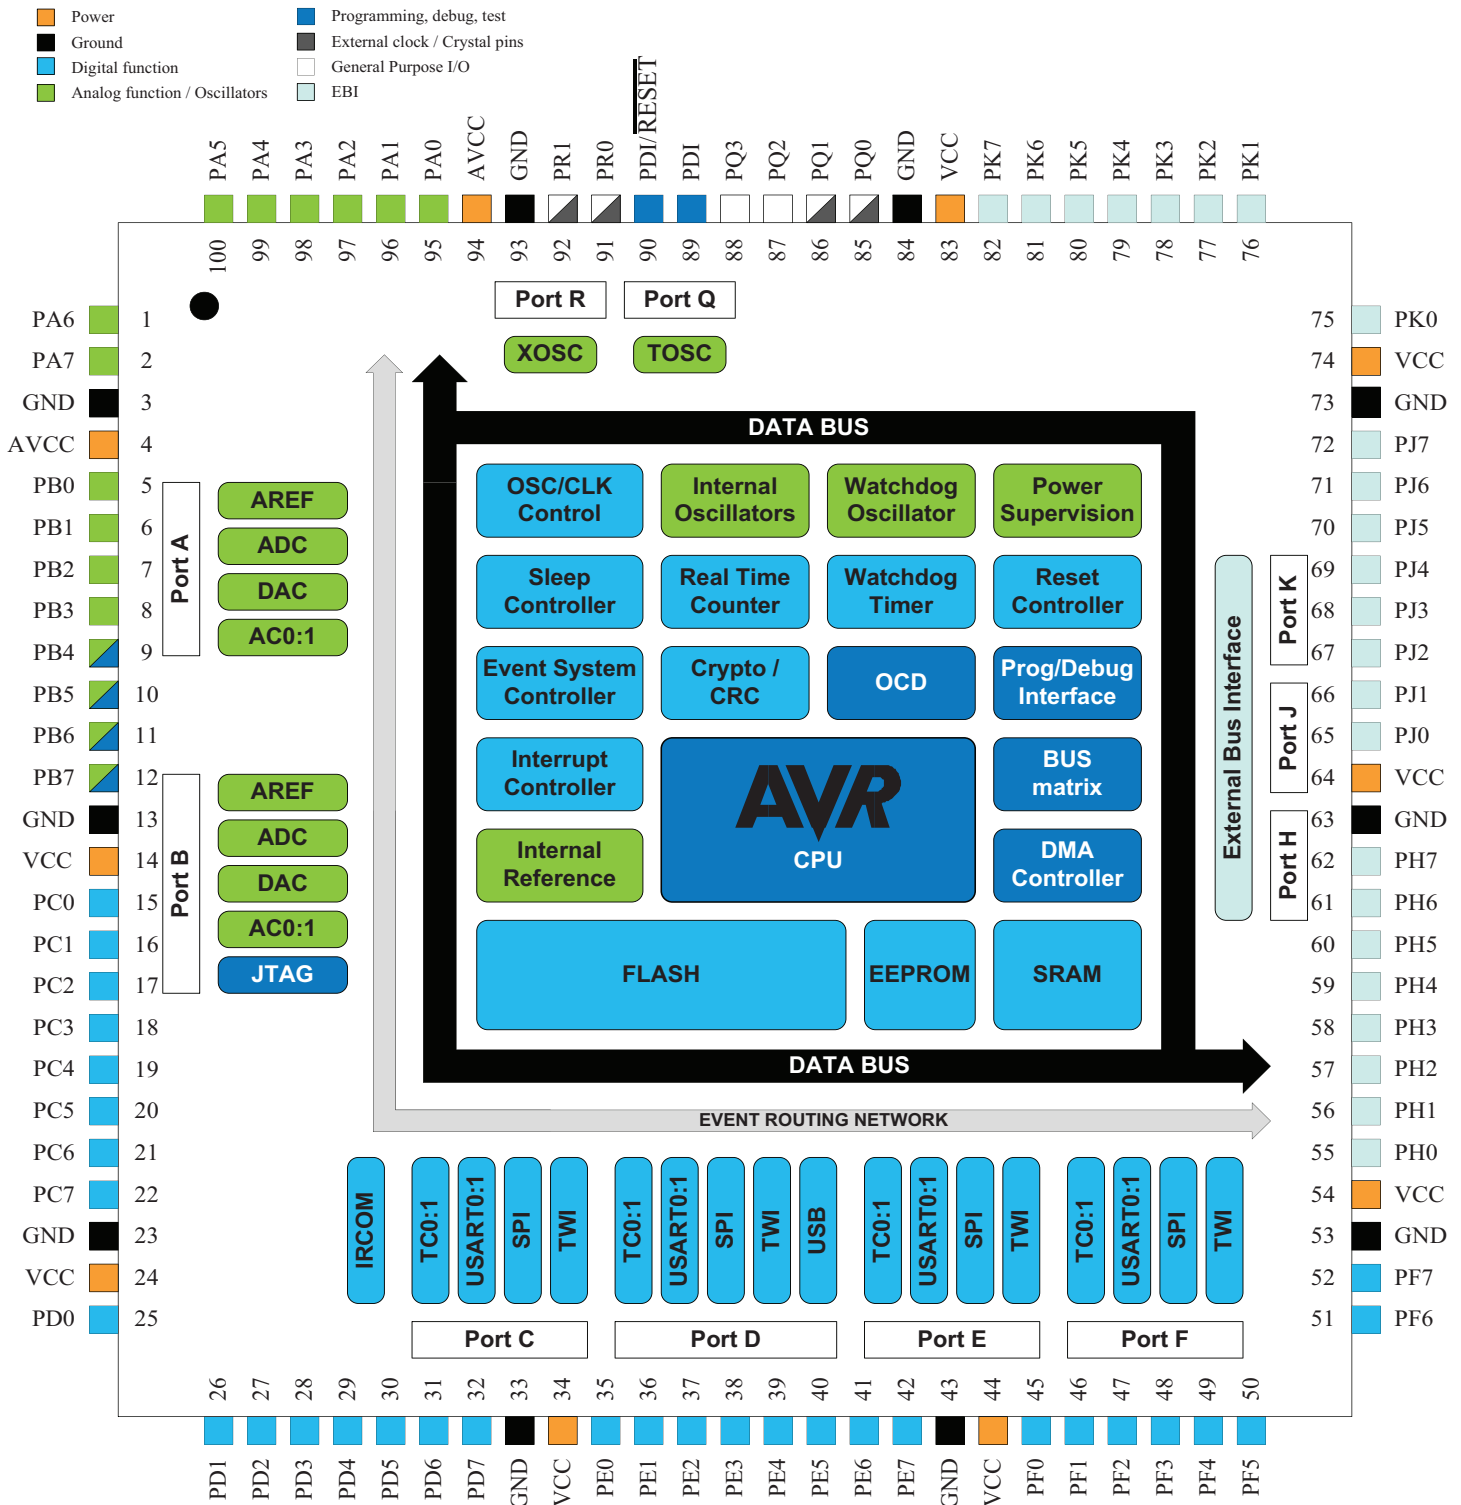 Power
Ground
Digital function
Analog function / Oscillators
Programming, debug, test
External clock / Crystal pins
General Purpose I/O
EBI
PA5
PA4
PA3
PA2
PA1
PA0
AVCC
GND
PR1
PR0
PDI/RESET
PDI
PQ3
PQ2
PQ1
PQ0
GND
VCC
PK7
PK6
PK5
PK4
PK3
PK2
PK1
100
99
98
97
96
95
94
93
92
91
90
89
88
87
86
85
84
83
82
81
80
79
78
77
76
PA6 1
PA7 2
GND 3
AVCC 4
PB0 5
PB1 6
PB2 7
PB3 8
PB4 9
PB5 10
PB6 11
PB7 12
GND 13
VCC 14
PC0 15
PC1 16
PC2 17
PC3 18
PC4 19
PC5 20
PC6 21
PC7 22
GND 23
VCC 24
PD0 25
Port R
Port Q
XOSC
TOSC
Port A
AREF
ADC
DAC
AC0:1
Port B
AREF
ADC
DAC
AC0:1
JTAG
DATA BUS
OSC/CLK
Control
Internal
Oscillators
Watchdog
Oscillator
Power
Supervision
Sleep
Controller
Real Time
Counter
Watchdog
Timer
Reset
Controller
Event System
Controller
Crypto /
CRC
OCD
Prog/Debug
Interface
Interrupt
Controller
AVR
CPU
BUS
matrix
Internal
Reference
DMA
Controller
FLASH
EEPROM
SRAM
DATA BUS
EVENT ROUTING NETWORK
External Bus Interface
Port K
Port J
Port H
75 PK0
74 VCC
73 GND
72 PJ7
71 PJ6
70 PJ5
69 PJ4
68 PJ3
67 PJ2
66 PJ1
65 PJ0
64 VCC
63 GND
62 PH7
61 PH6
60 PH5
59 PH4
58 PH3
57 PH2
56 PH1
55 PH0
54 VCC
53 GND
52 PF7
51 PF6
IRCOM
TC0:1
USART0:1
SPI
TWI
TC0:1
USART0:1
SPI
TWI
USB
TC0:1
USART0:1
SPI
TWI
TC0:1
USART0:1
SPI
TWI
Port C
Port D
Port E
Port F
26
27
28
29
30
31
32
33
34
35
36
37
38
39
40
41
42
43
44
45
46
47
48
49
50
PD1
PD2
PD3
PD4
PD5
PD6
PD7
GND
VCC
PE0
PE1
PE2
PE3
PE4
PE5
PE6
PE7
GND
VCC
PF0
PF1
PF2
PF3
PF4
PF5